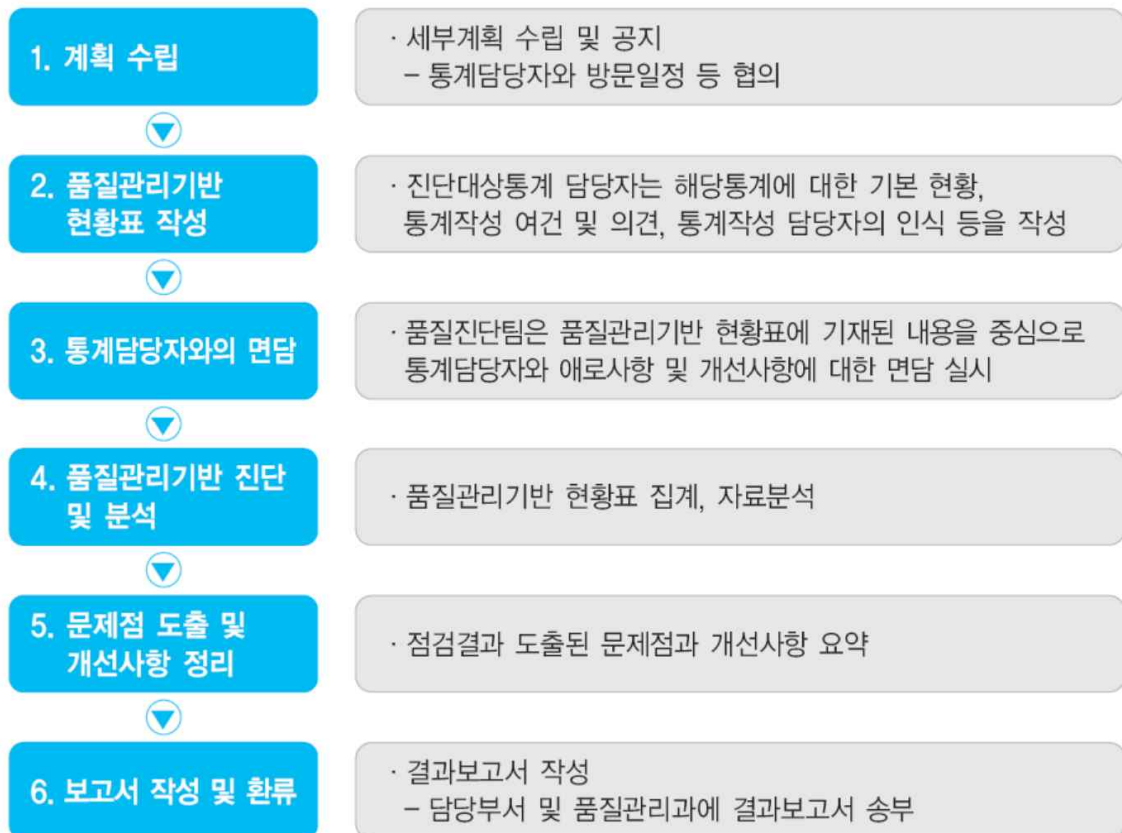 1. 계획 수립
· 세부계획 수립 및 공지
– 통계담당자와 방문일정 등 협의
2. 품질관리기반
현황표 작성
· 진단대상통계 담당자는 해당통계에 대한 기본 현황,
통계작성 여건 및 의견, 통계작성 담당자의 인식 등을 작성
3. 통계담당자와의 면담
· 품질진단팀은 품질관리기반 현황표에 기재된 내용을 중심으로
통계담당자와 애로사항 및 개선사항에 대한 면담 실시
4. 품질관리기반 진단
및 분석
· 품질관리기반 현황표 집계, 자료분석
5. 문제점 도출 및
개선사항 정리
· 점검결과 도출된 문제점과 개선사항 요약
6. 보고서 작성 및 환류
· 결과보고서 작성
– 담당부서 및 품질관리과에 결과보고서 송부